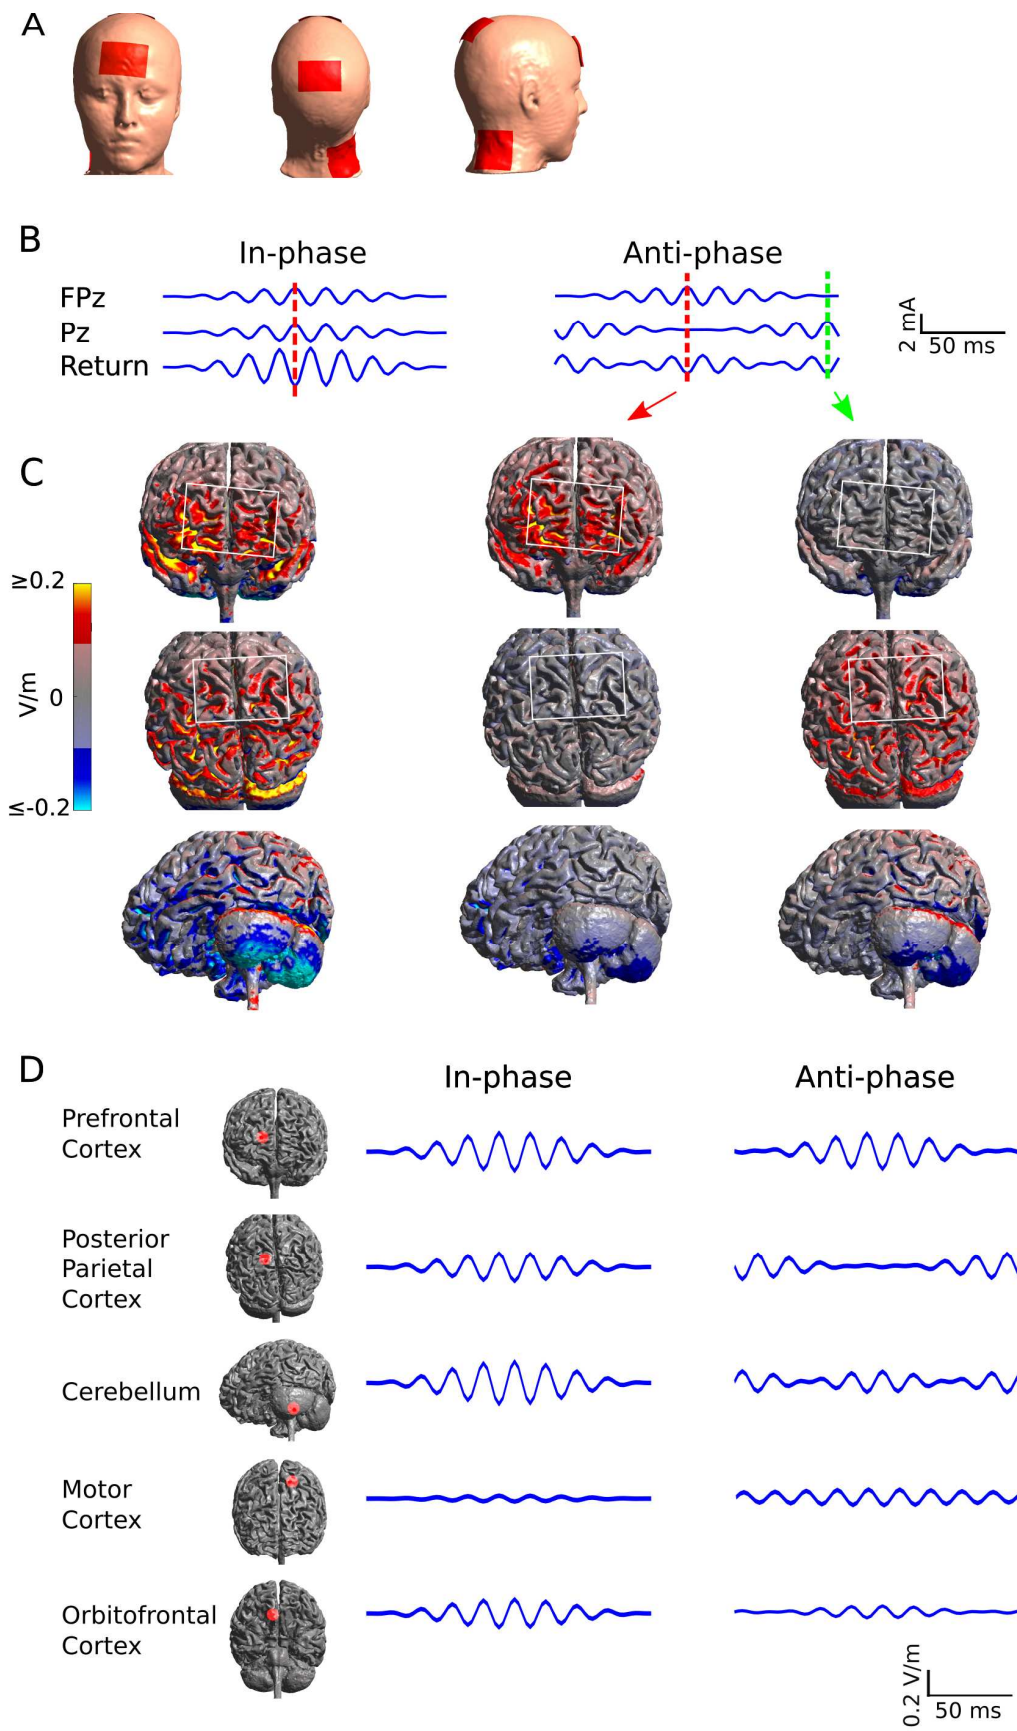 A
B
In-phase
Anti-phase
FPz
Pz
Return
2 mA
50 ms
C
≥0.2
V/m
0
≤-0.2
D
In-phase
Anti-phase
Prefrontal
Cortex
Posterior
Parietal
Cortex
Cerebellum
Motor
Cortex
Orbitofrontal
Cortex
0.2 V/m
50 ms